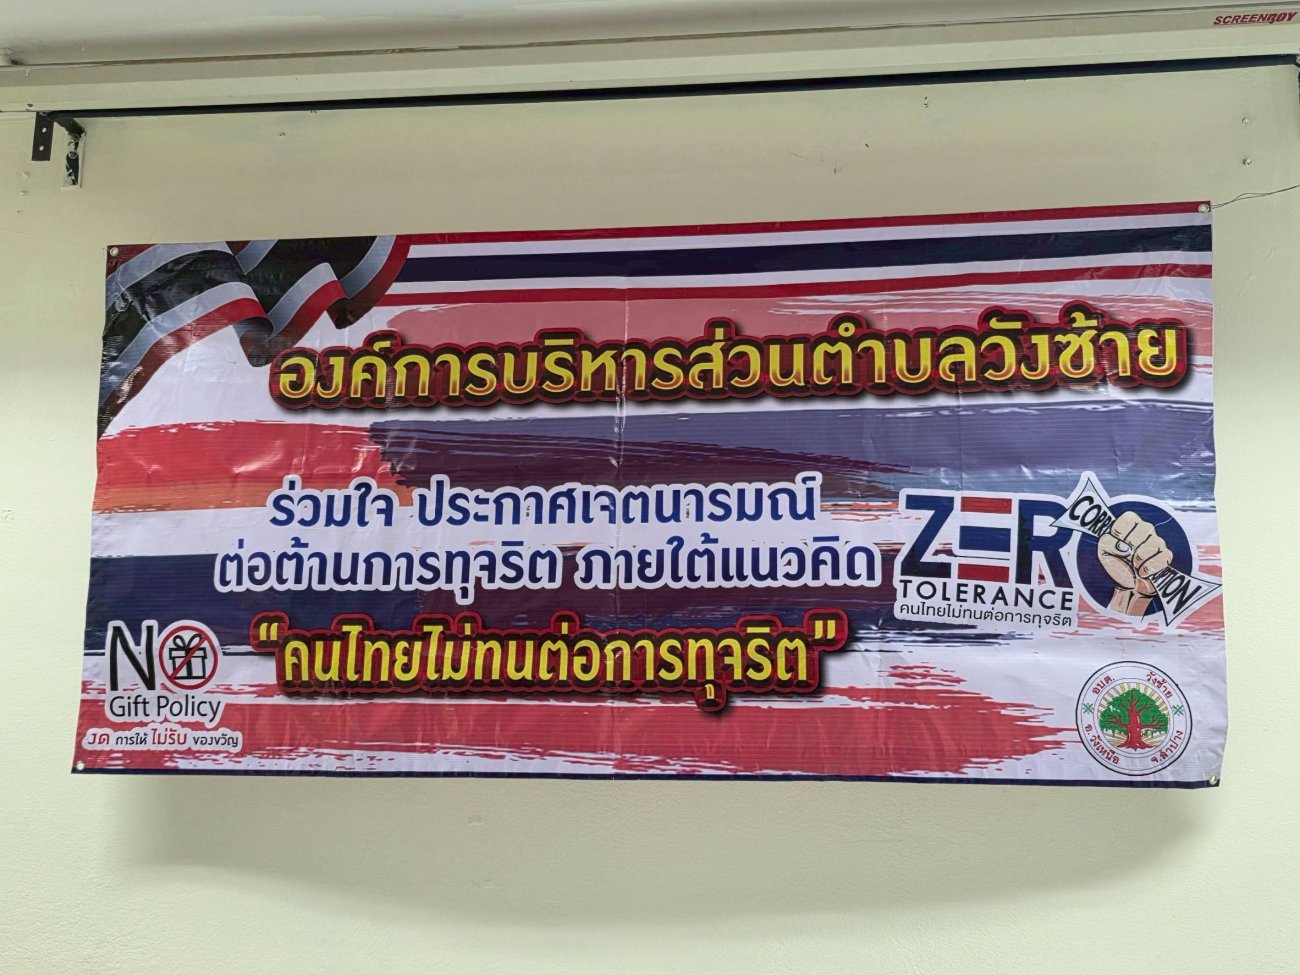 SCREENBOY
องค์การบริหารส่วนตำบลวังซ้าย
ร่วมใจ ประกาศเจตนารมณ์
ต่อต้านการทุจริต ภายใต้แนวคิด
“คนไทยไม่ทนต่อการทุจริต”
ZERO
CORRUPTION
TOLERANCE
คนไทยไม่ทนต่อการทุจริต
NO
Gift Policy
งด การให้ ไม่รับ ของขวัญ
อบต. วังซ้าย
อ.วังเหนือ จ.ลำปาง